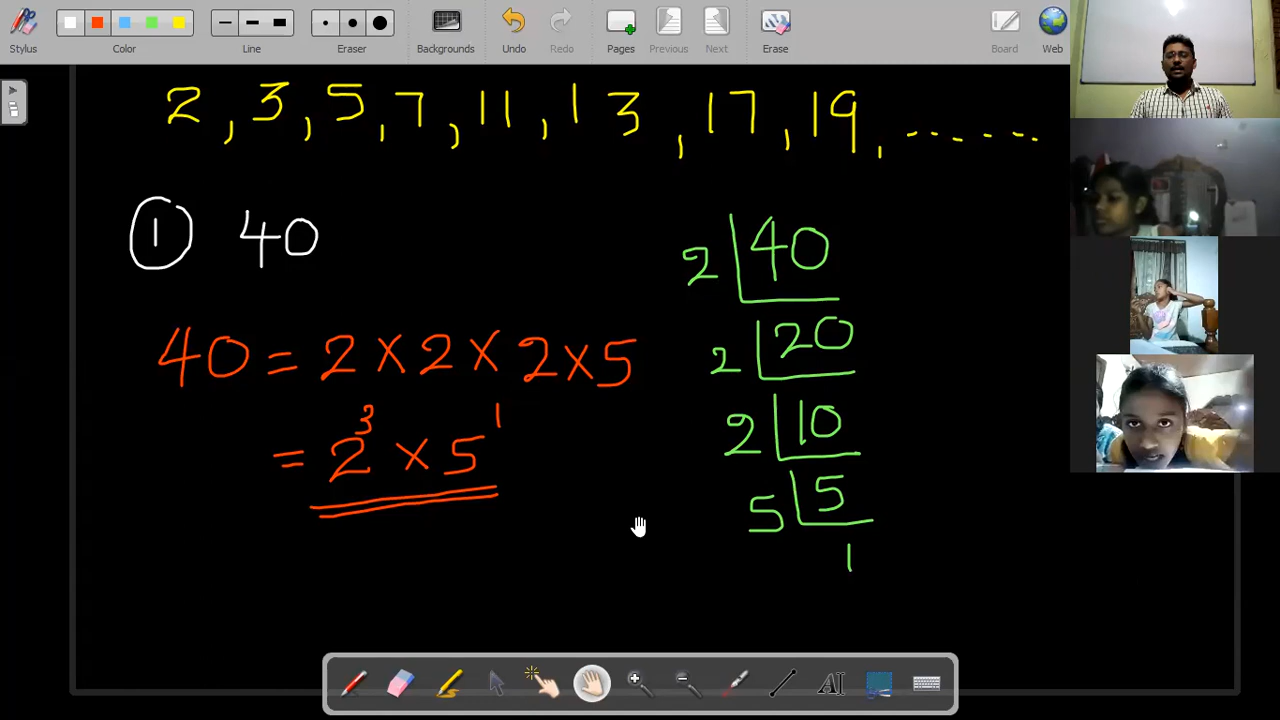 Stylus Color Line Eraser Backgrounds Undo Redo Pages Previous Next Erase Board Web
2, 3, 5, 7, 11, 13, 17, 19, ........
1 40
40 = 2 × 2 × 2 × 5
= 2³ × 5¹
2 40
2 20
2 10
5 5
1